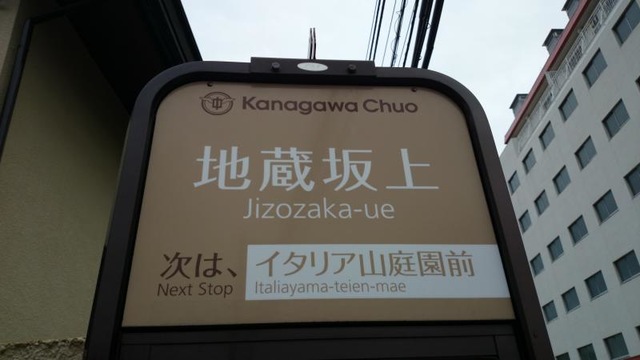 中 Kanagawa Chuo
地蔵坂上
Jizozaka-ue
次は、イタリア山庭園前
Next Stop Italiayama-teien-mae